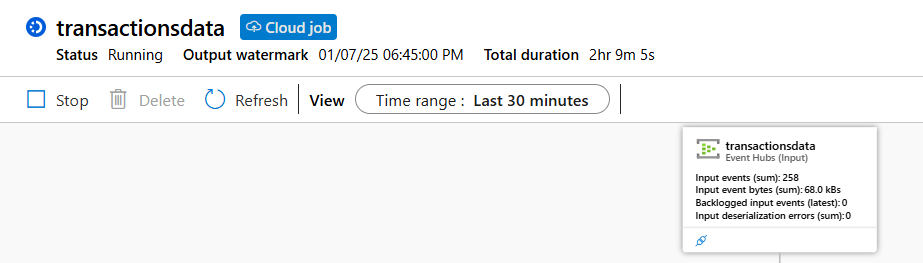 transactionsdata Cloud job
Status Running Output watermark 01/07/25 06:45:00 PM Total duration 2hr 9m 5s
Stop Delete Refresh View Time range : Last 30 minutes
transactionsdata
Event Hubs (Input)
Input events (sum): 258
Input event bytes (sum): 68.0 kBs
Backlogged input events (latest): 0
Input deserialization errors (sum): 0